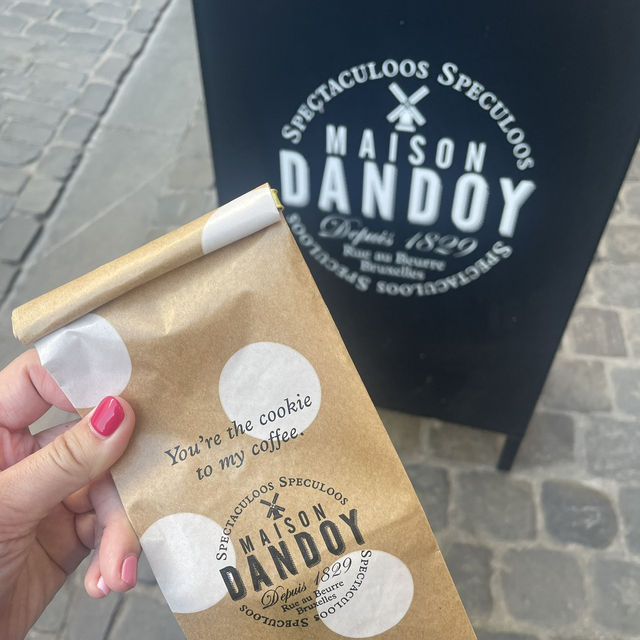 SPECTACULOOS SPECULOOS
MAISON
DANDOY
Depuis 1829
Rue au Beurre
Bruxelles
SPECTACULOOS SPECULOOS
You're the cookie
to my coffee.
SPECTACULOOS SPECULOOS
MAISON
DANDOY
Depuis 1829
Rue au Beurre
Bruxelles
SPECTACULOOS SPECULOOS